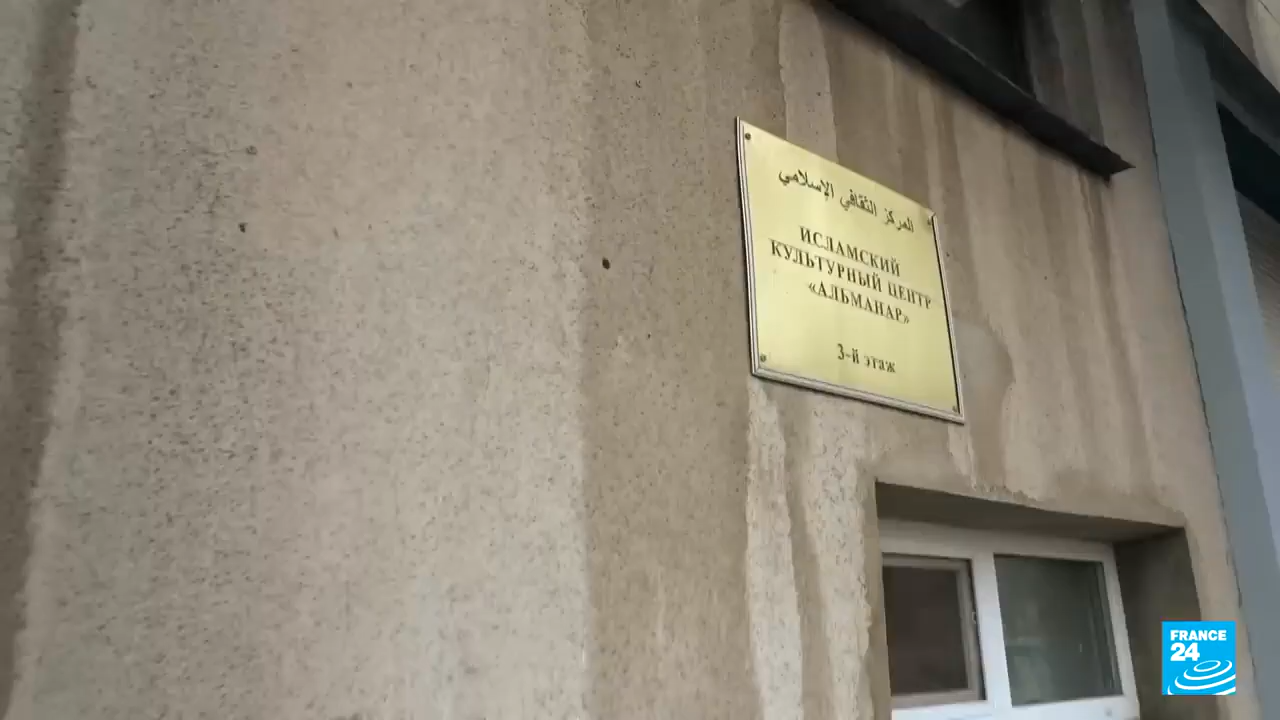 المركز الثقافي الإسلامي
ИСЛАМСКИЙ
КУЛЬТУРНЫЙ ЦЕНТР
«АЛЬМАНАР»
3-й этаж
FRANCE
24